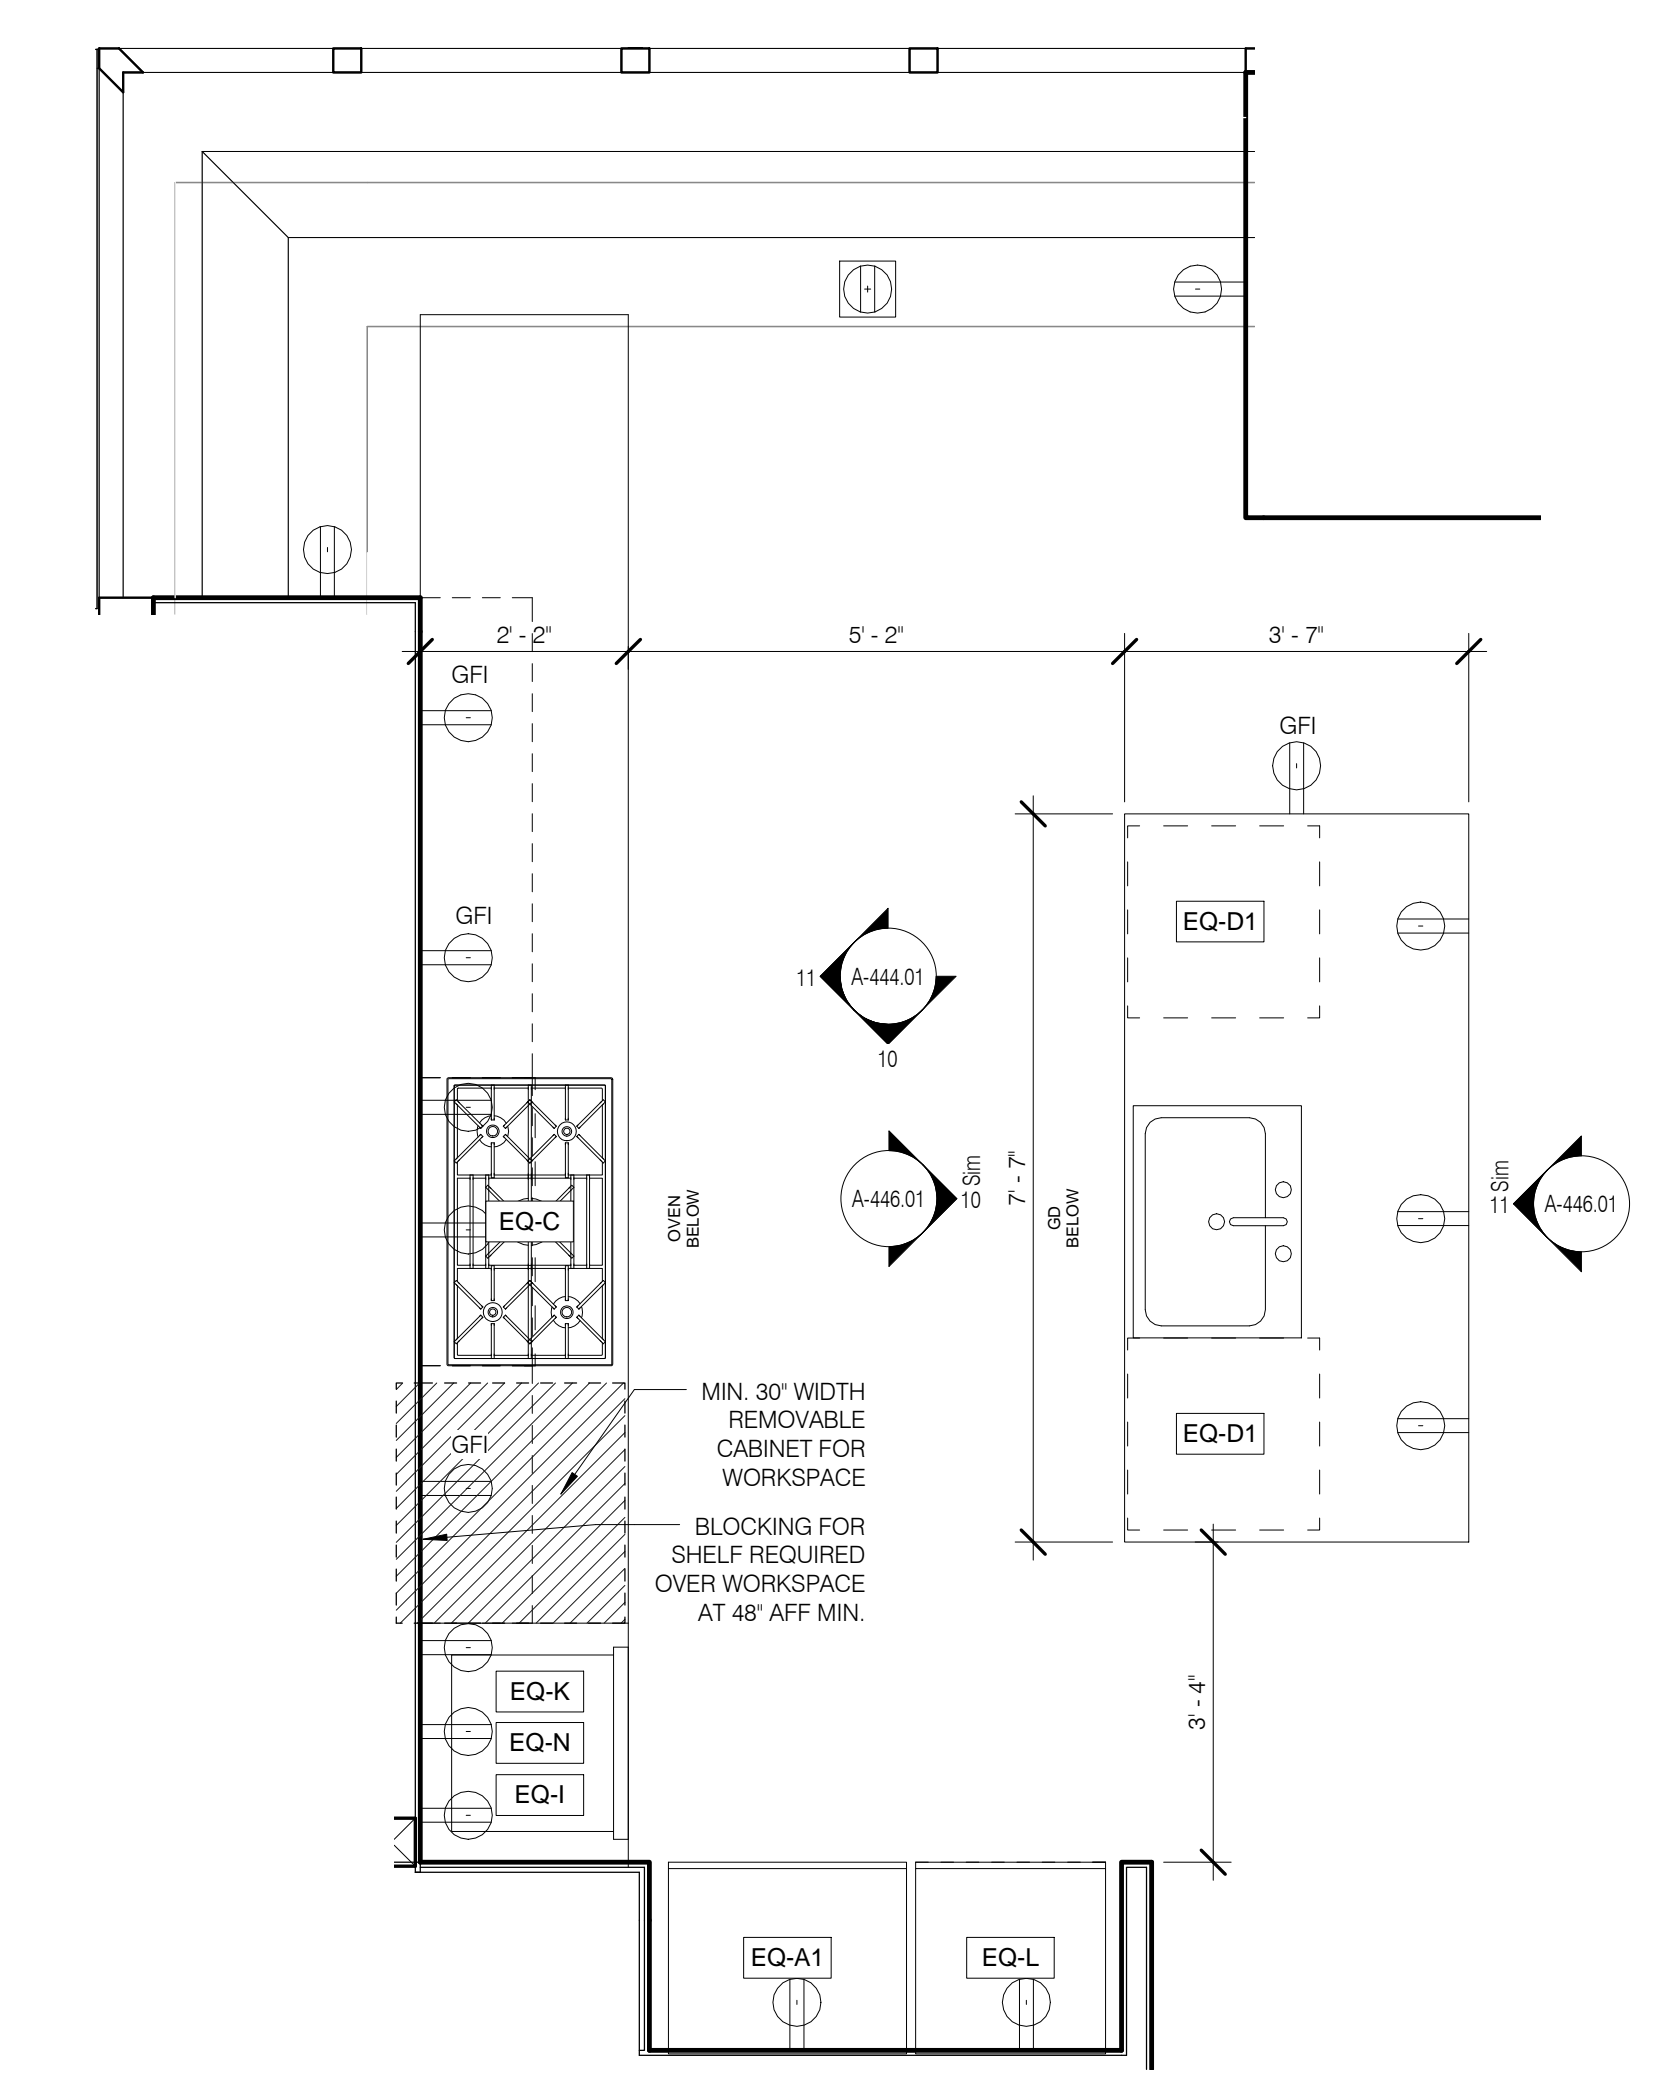 2' - 2"
5' - 2"
3' - 7"
GFI
GFI
GFI
EQ-D1
11
A-444.01
10
7' - 7"
Sim
10
A-446.01
Sim
11
A-446.01
EQ-C
OVEN
BELOW
GD
BELOW
MIN. 30" WIDTH
REMOVABLE
CABINET FOR
WORKSPACE
GFI
EQ-D1
BLOCKING FOR
SHELF REQUIRED
OVER WORKSPACE
AT 48" AFF MIN.
EQ-K
EQ-N
EQ-I
3' - 4"
EQ-A1
EQ-L